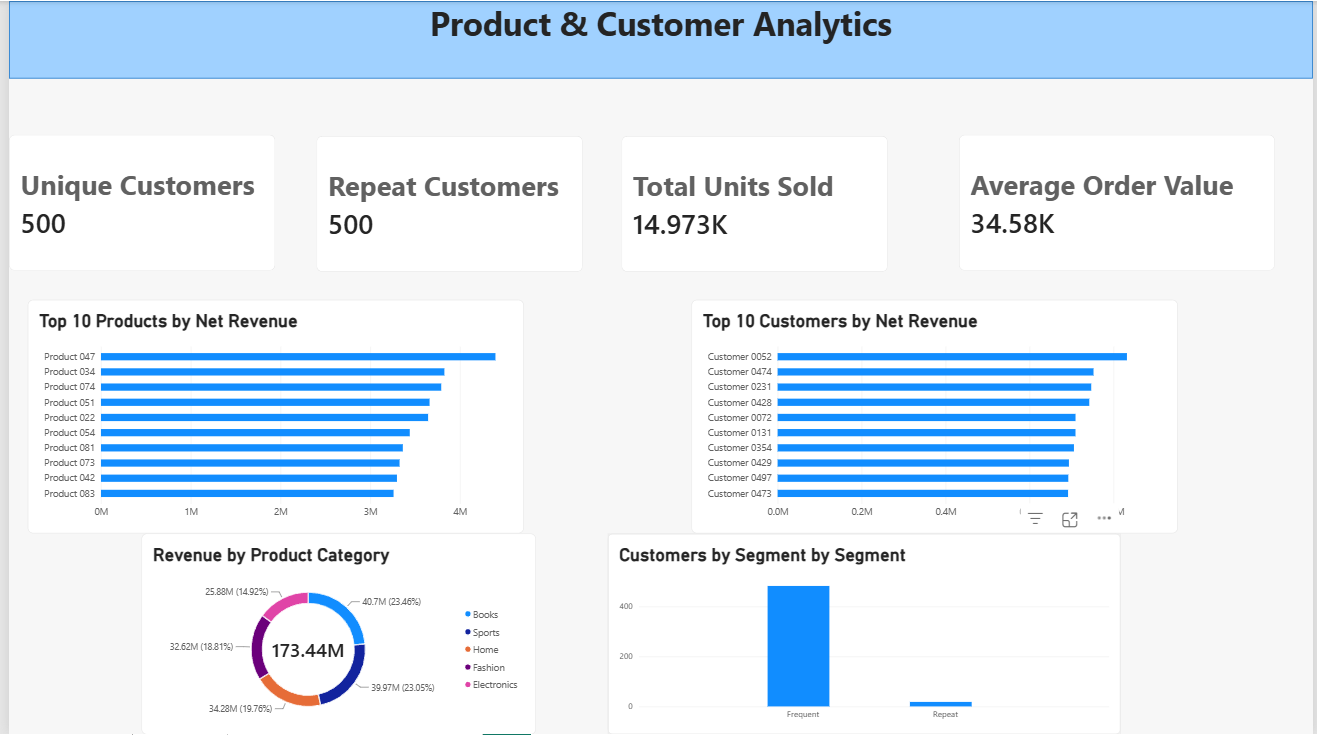 Product & Customer Analytics
Unique Customers
500
Repeat Customers
500
Total Units Sold
14.973K
Average Order Value
34.58K
Top 10 Products by Net Revenue
Product 047
Product 034
Product 074
Product 051
Product 022
Product 054
Product 081
Product 073
Product 042
Product 083
0M 1M 2M 3M 4M
Top 10 Customers by Net Revenue
Customer 0052
Customer 0474
Customer 0231
Customer 0428
Customer 0072
Customer 0131
Customer 0354
Customer 0429
Customer 0497
Customer 0473
0.0M 0.2M 0.4M
Revenue by Product Category
25.88M (14.92%)
40.7M (23.46%)
32.62M (18.81%)
173.44M
39.97M (23.05%)
34.28M (19.76%)
Books
Sports
Home
Fashion
Electronics
Customers by Segment by Segment
400
200
0
Frequent Repeat